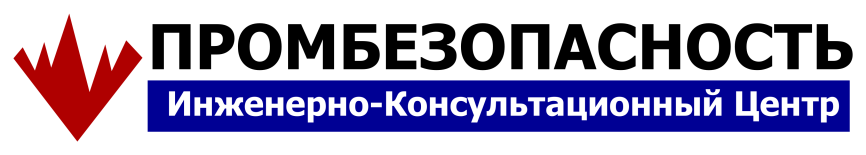 ПРОМБЕЗОПАСНОСТЬ
Инженерно-Консультационный Центр